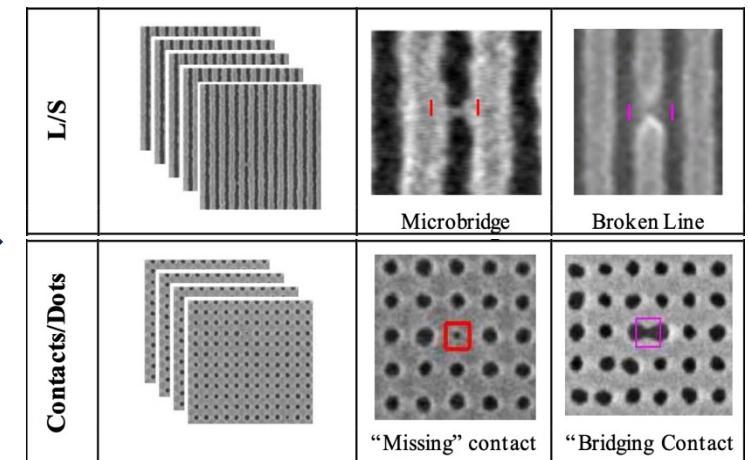 L/S
Microbridge
Broken Line
Contacts/Dots
“Missing” contact
“Bridging Contact